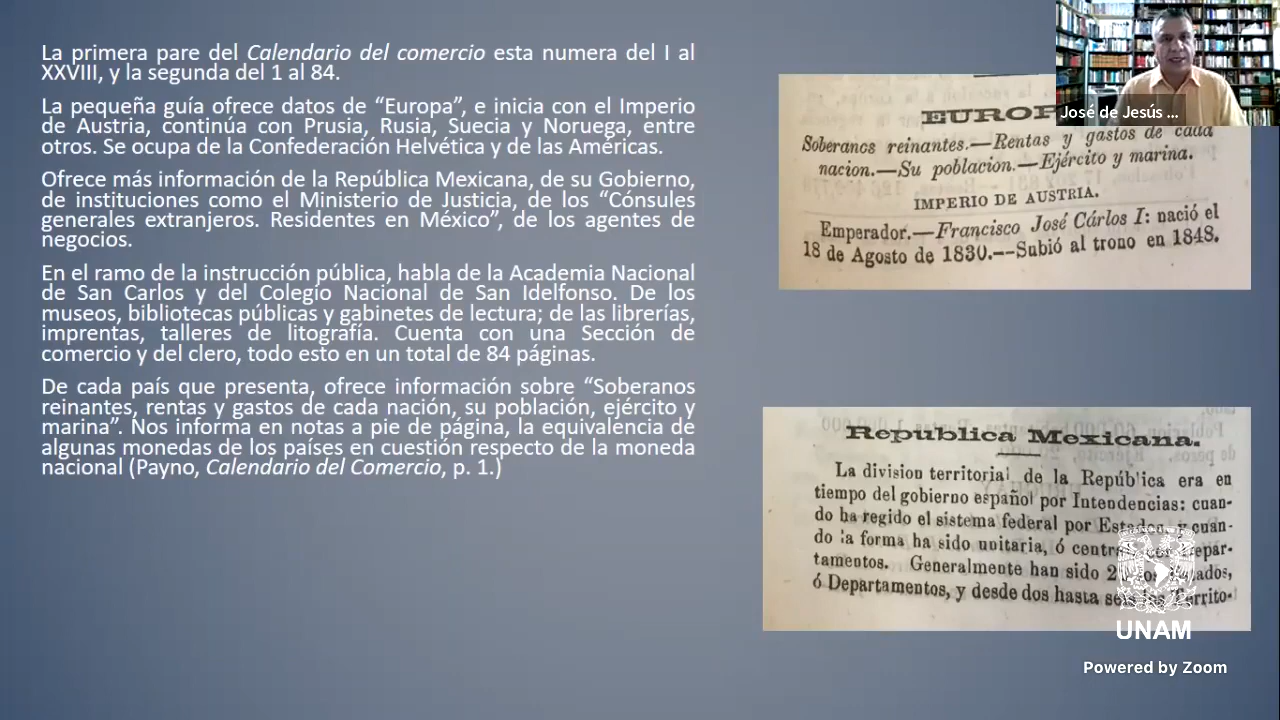 La primera pare del Calendario del comercio esta numera del I al
XXVIII, y la segunda del 1 al 84.
La pequeña guía ofrece datos de “Europa”, e inicia con el Imperio
de Austria, continúa con Prusia, Rusia, Suecia y Noruega, entre
otros. Se ocupa de la Confederación Helvética y de las Américas.
Ofrece más información de la República Mexicana, de su Gobierno,
de instituciones como el Ministerio de Justicia, de los “Cónsules
generales extranjeros. Residentes en México”, de los agentes de
negocios.
En el ramo de la instrucción pública, habla de la Academia Nacional
de San Carlos y del Colegio Nacional de San Idelfonso. De los
museos, bibliotecas públicas y gabinetes de lectura; de las librerías,
imprentas, talleres de litografía. Cuenta con una Sección de
comercio y del clero, todo esto en un total de 84 páginas.
De cada país que presenta, ofrece información sobre “Soberanos
reinantes, rentas y gastos de cada nación, su población, ejército y
marina”. Nos informa en notas a pie de página, la equivalencia de
algunas monedas de los países en cuestión respecto de la moneda
nacional (Payno, Calendario del Comercio, p. 1.)
José de Jesús ...
EUROP
Soberanos reinantes.—Rentas y gastos de cada
nacion.—Su poblacion.—Ejército y marina.
IMPERIO DE AUSTRIA.
Emperador.—Francisco José Cárlos I: nació el
18 de Agosto de 1830.--Subió al trono en 1848.
Republica Mexicana.
La division territorial de la Repúb'ica era en
tiempo del gobierno español por Intendencias: cuan-
do ha regido el sistema federal por Estados, y cuan-
do la forma ha sido unitaria, ó depar-
tamentos. Generalmente han sido
ó Departamentos, y desde dos hasta seis los Territo-
UNAM
Powered by Zoom